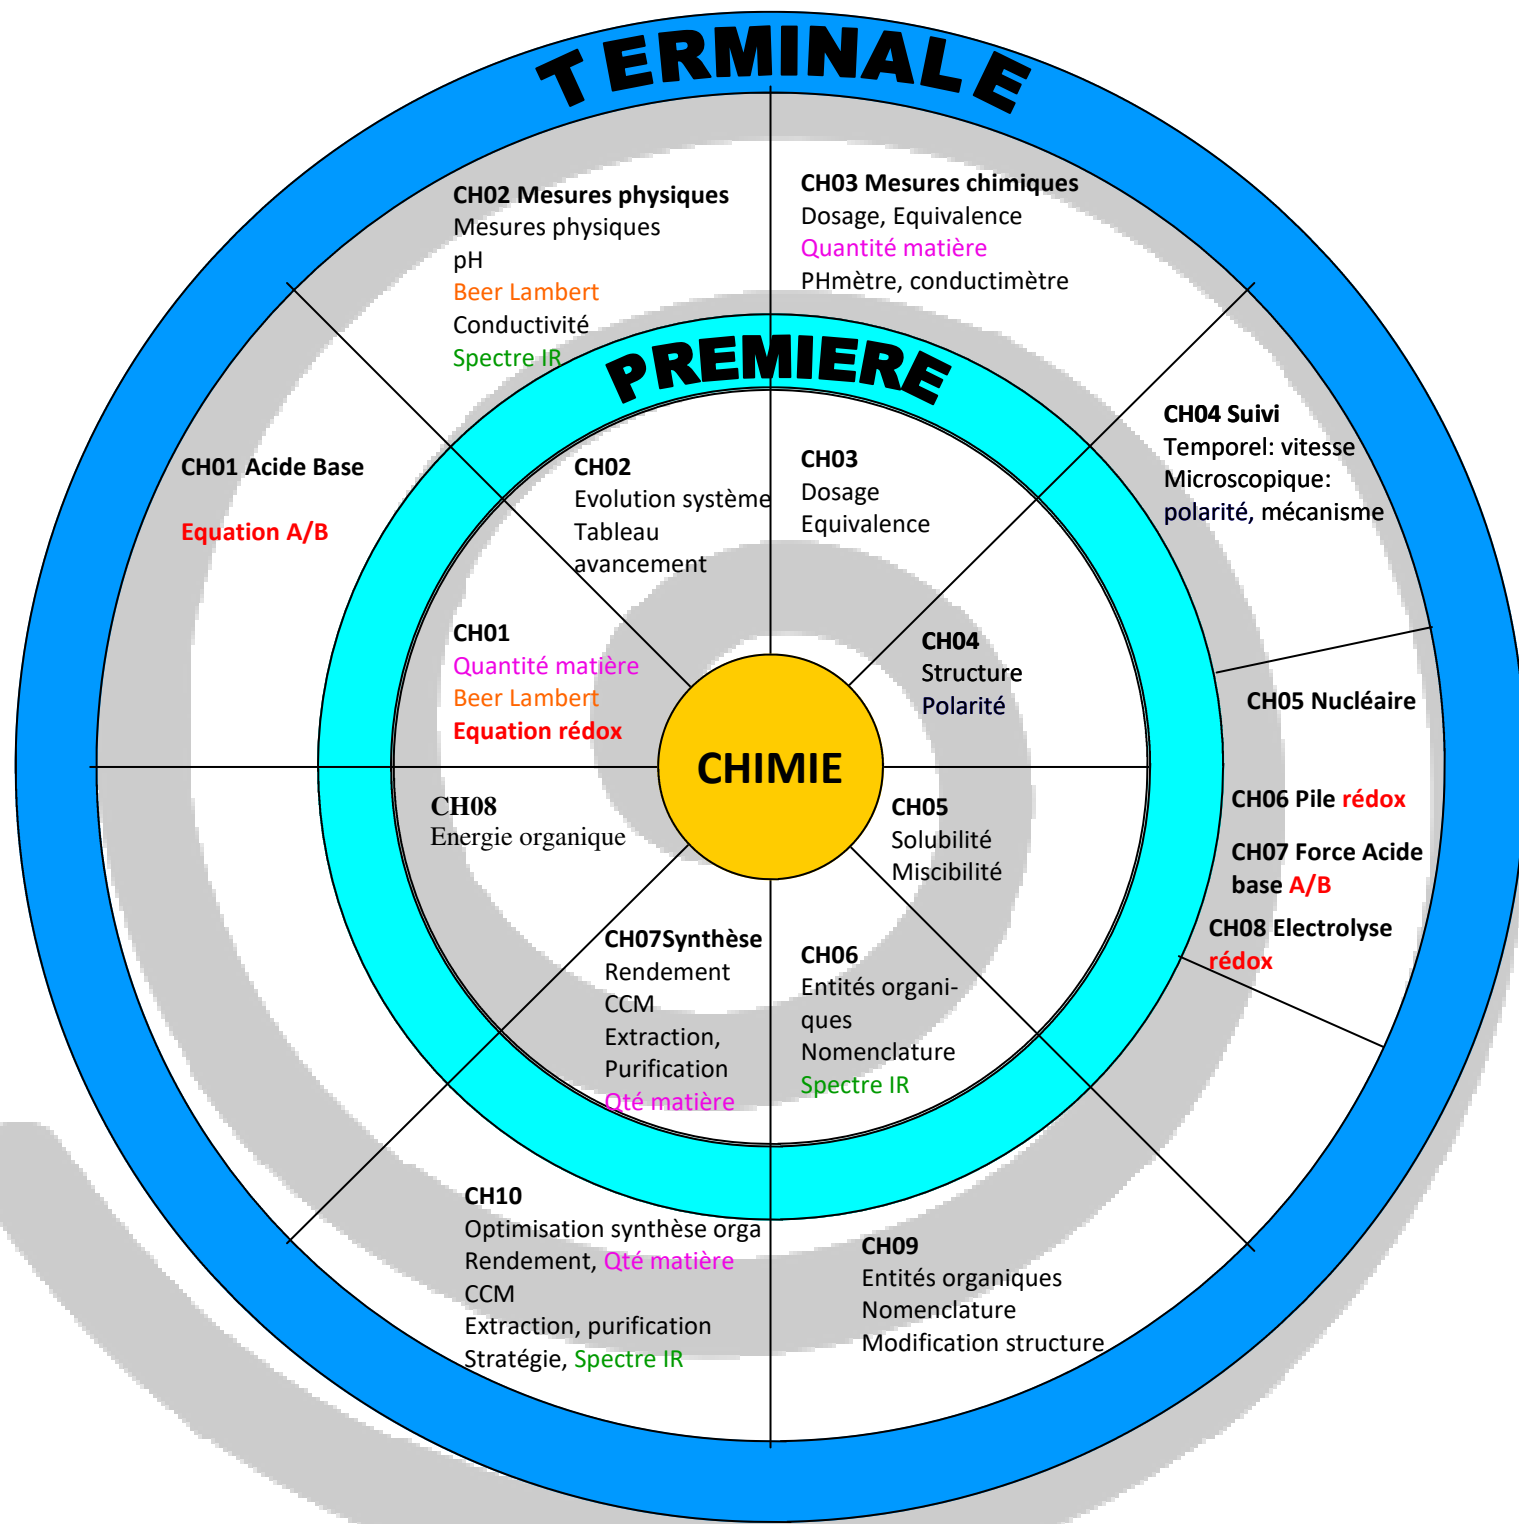 TERMINALE
CH02 Mesures physiques
Mesures physiques
pH
Beer Lambert
Conductivité
Spectre IR
CH03 Mesures chimiques
Dosage, Equivalence
Quantité matière
PHmètre, conductimètre
PREMIERE
CH01 Acide Base
Equation A/B
CH02
Evolution système
Tableau
avancement
CH03
Dosage
Equivalence
CH04 Suivi
Temporel: vitesse
Microscopique:
polarité, mécanisme
CH01
Quantité matière
Beer Lambert
Equation rédox
CH04
Structure
Polarité
CH05 Nucléaire
CH06 Pile rédox
CH07 Force Acide
base A/B
CH08 Electrolyse
rédox
CHIMIE
CH08
Energie organique
CH05
Solubilité
Miscibilité
CH07Synthèse
Rendement
CCM
Extraction,
Purification
Qté matière
CH06
Entités organi-
ques
Nomenclature
Spectre IR
CH10
Optimisation synthèse orga
Rendement, Qté matière
CCM
Extraction, purification
Stratégie, Spectre IR
CH09
Entités organiques
Nomenclature
Modification structure